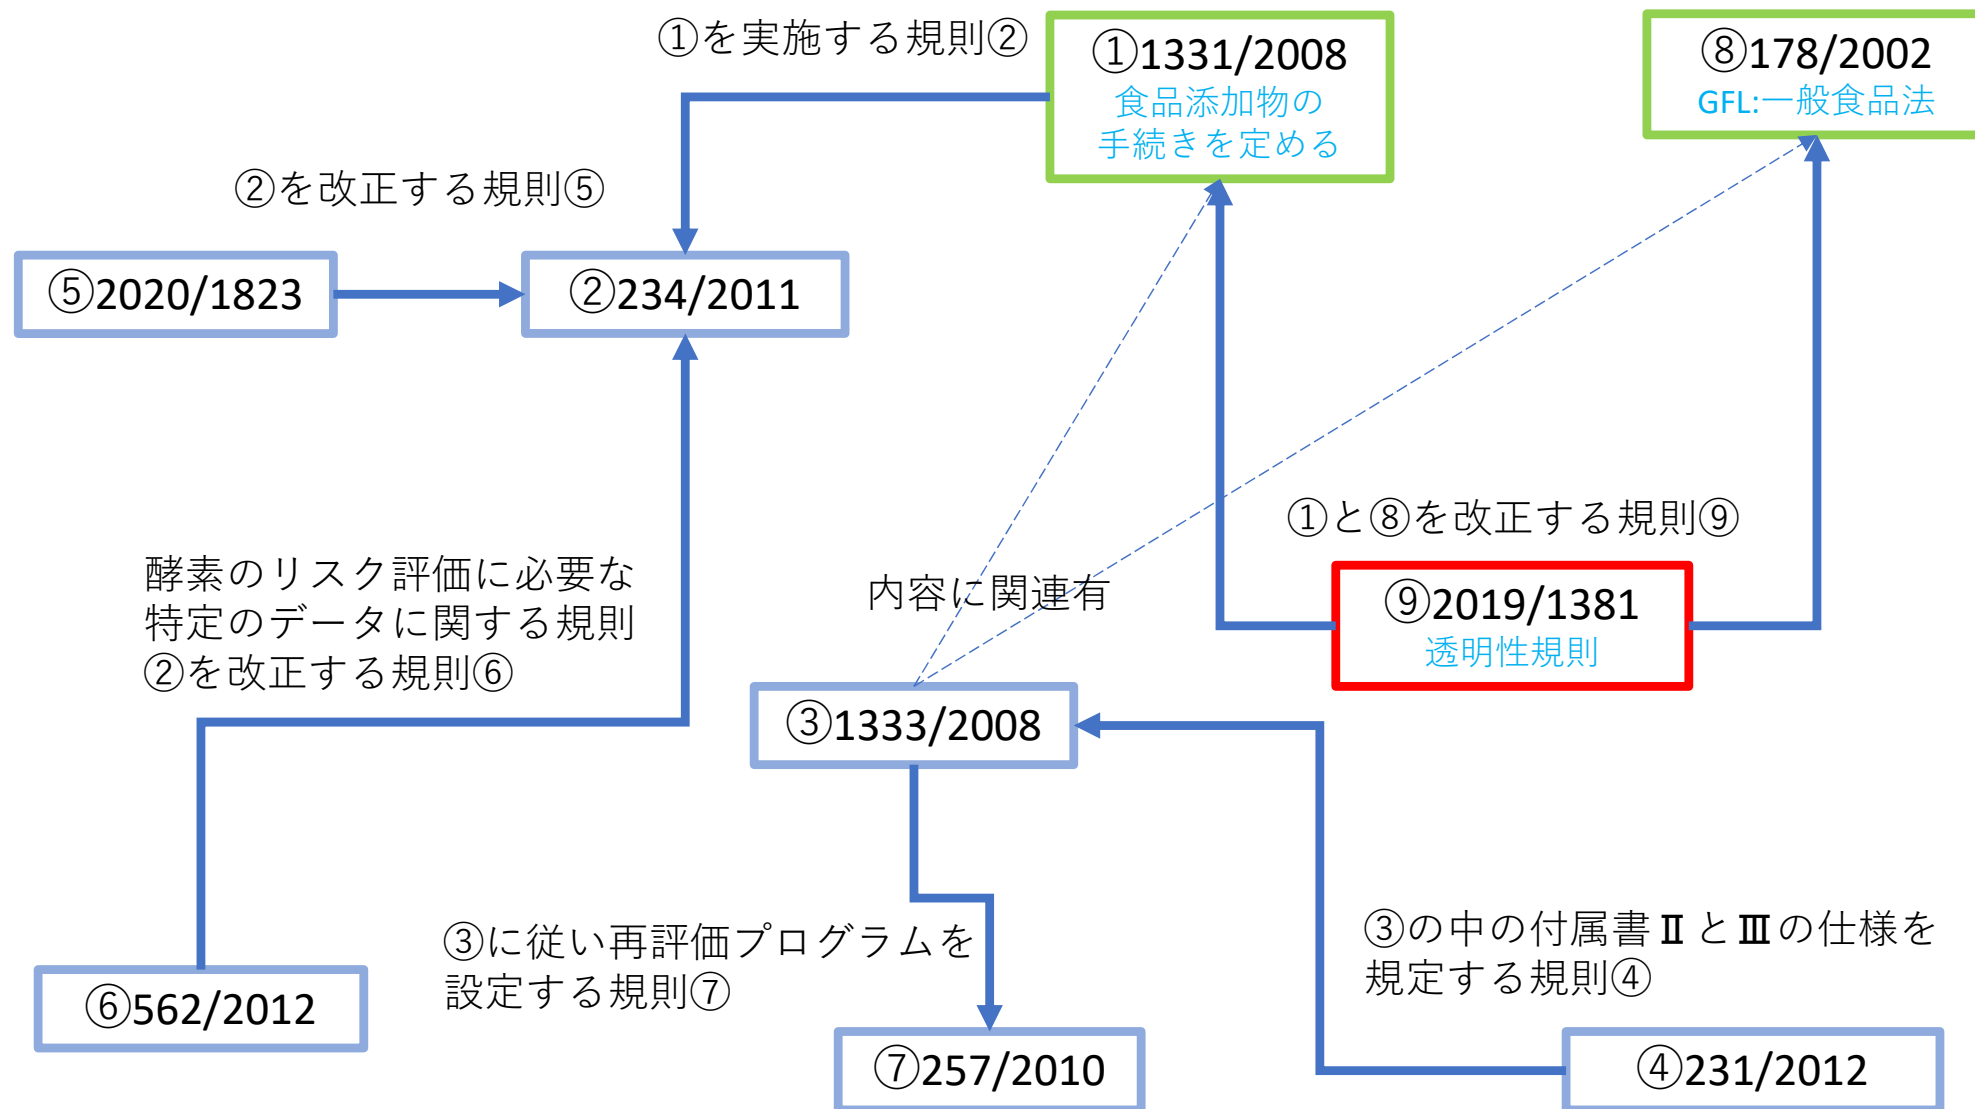 ①を実施する規則②
①1331/2008
食品添加物の
手続きを定める
⑧178/2002
GFL:一般食品法
②を改正する規則⑤
⑤2020/1823
②234/2011
①と⑧を改正する規則⑨
酵素のリスク評価に必要な
特定のデータに関する規則
②を改正する規則⑥
内容に関連有
⑨2019/1381
透明性規則
③1333/2008
③に従い再評価プログラムを
設定する規則⑦
③の中の付属書ⅡとⅢの仕様を
規定する規則④
⑥562/2012
⑦257/2010
④231/2012